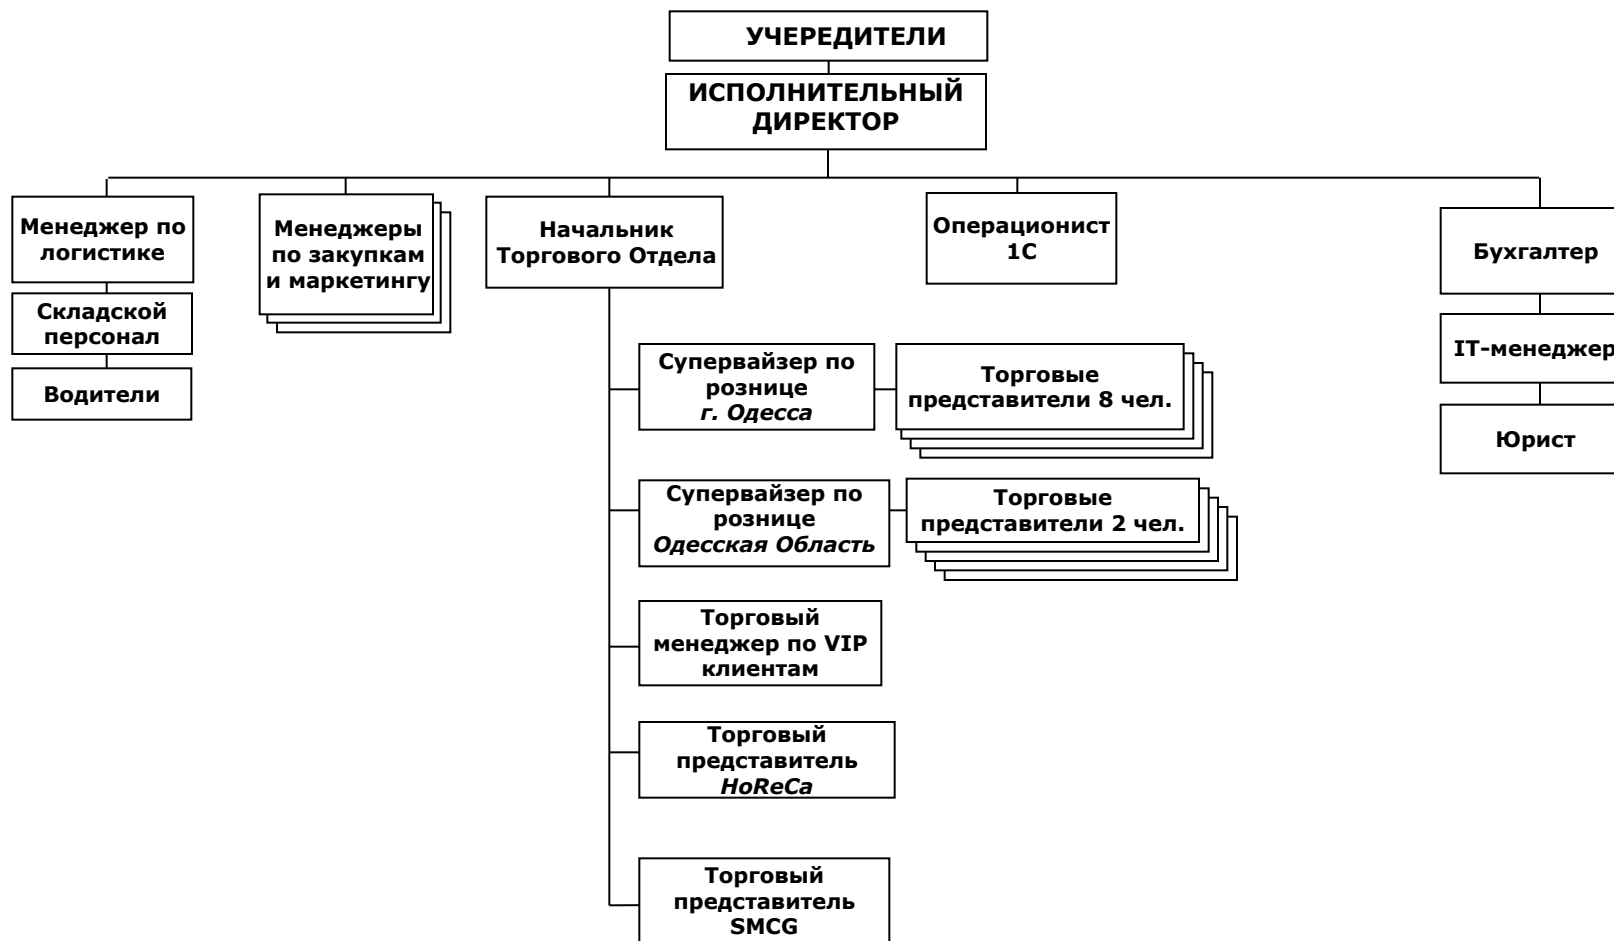 УЧЕРЕДИТЕЛИ
ИСПОЛНИТЕЛЬНЫЙ
ДИРЕКТОР
Менеджер по
логистике
Складской
персонал
Водители
Менеджеры
по закупкам
и маркетингу
Начальник
Торгового Отдела
Операционист
1С
Бухгалтер
IT-менеджер
Юрист
Супервайзер по
рознице
г. Одесса
Торговые
представители 8 чел.
Супервайзер по
рознице
Одесская Область
Торговые
представители 2 чел.
Торговый
менеджер по VIP
клиентам
Торговый
представитель
HoReCa
Торговый
представитель
SMCG